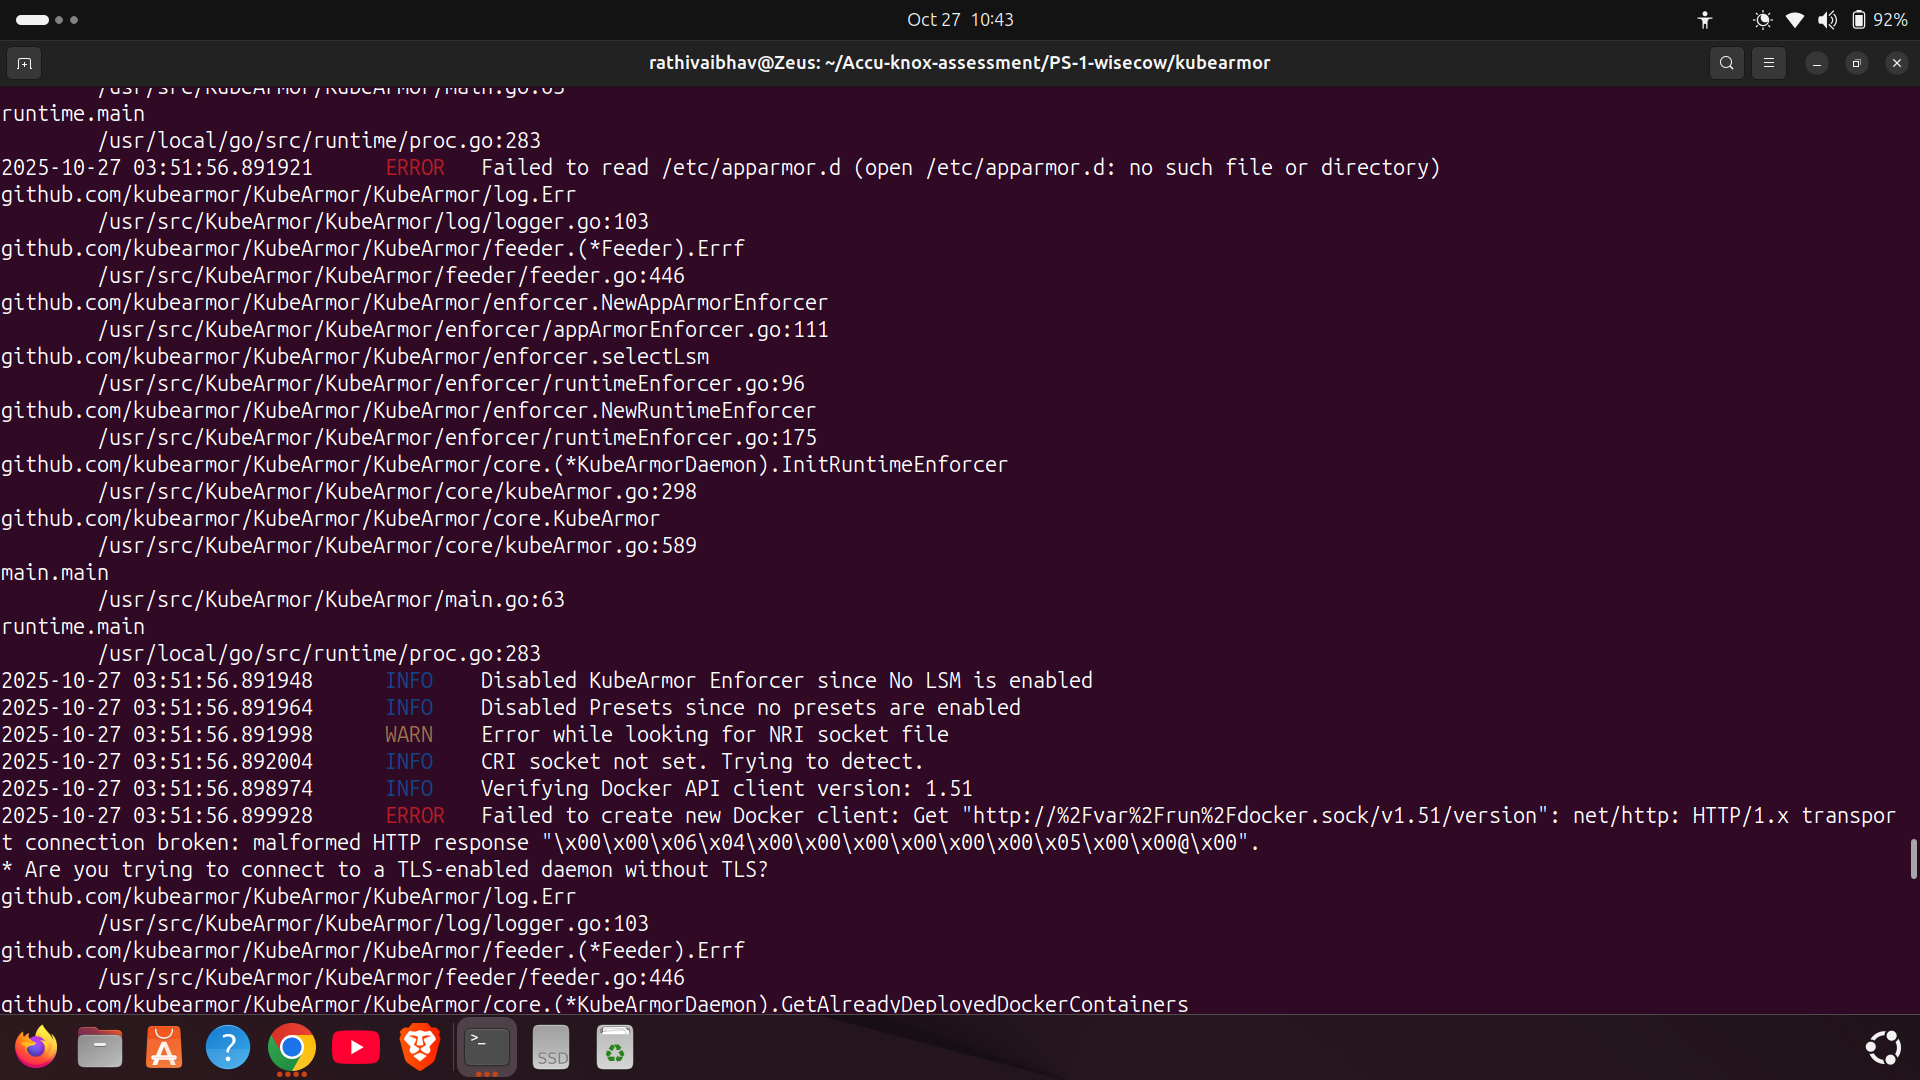 Oct 27 10:43
92%
rathivaibhav@Zeus: ~/Accu-knox-assessment/PS-1-wisecow/kubearmor
/usr/src/KubeArmor/KubeArmor/main.go:63
runtime.main
/usr/local/go/src/runtime/proc.go:283
2025-10-27 03:51:56.891921 ERROR Failed to read /etc/apparmor.d (open /etc/apparmor.d: no such file or directory)
github.com/kubearmor/KubeArmor/KubeArmor/log.Err
/usr/src/KubeArmor/KubeArmor/log/logger.go:103
github.com/kubearmor/KubeArmor/KubeArmor/feeder.(*Feeder).Errf
/usr/src/KubeArmor/KubeArmor/feeder/feeder.go:446
github.com/kubearmor/KubeArmor/KubeArmor/enforcer.NewAppArmorEnforcer
/usr/src/KubeArmor/KubeArmor/enforcer/appArmorEnforcer.go:111
github.com/kubearmor/KubeArmor/KubeArmor/enforcer.selectLsm
/usr/src/KubeArmor/KubeArmor/enforcer/runtimeEnforcer.go:96
github.com/kubearmor/KubeArmor/KubeArmor/enforcer.NewRuntimeEnforcer
/usr/src/KubeArmor/KubeArmor/enforcer/runtimeEnforcer.go:175
github.com/kubearmor/KubeArmor/KubeArmor/core.(*KubeArmorDaemon).InitRuntimeEnforcer
/usr/src/KubeArmor/KubeArmor/core/kubeArmor.go:298
github.com/kubearmor/KubeArmor/KubeArmor/core.KubeArmor
/usr/src/KubeArmor/KubeArmor/core/kubeArmor.go:589
main.main
/usr/src/KubeArmor/KubeArmor/main.go:63
runtime.main
/usr/local/go/src/runtime/proc.go:283
2025-10-27 03:51:56.891948 INFO Disabled KubeArmor Enforcer since No LSM is enabled
2025-10-27 03:51:56.891964 INFO Disabled Presets since no presets are enabled
2025-10-27 03:51:56.891998 WARN Error while looking for NRI socket file
2025-10-27 03:51:56.892004 INFO CRI socket not set. Trying to detect.
2025-10-27 03:51:56.898974 INFO Verifying Docker API client version: 1.51
2025-10-27 03:51:56.899928 ERROR Failed to create new Docker client: Get "http://%2Fvar%2Frun%2Fdocker.sock/v1.51/version": net/http: HTTP/1.x transpor
t connection broken: malformed HTTP response "\x00\x00\x06\x04\x00\x00\x00\x00\x00\x00\x05\x00\x00@\x00".
* Are you trying to connect to a TLS-enabled daemon without TLS?
github.com/kubearmor/KubeArmor/KubeArmor/log.Err
/usr/src/KubeArmor/KubeArmor/log/logger.go:103
github.com/kubearmor/KubeArmor/KubeArmor/feeder.(*Feeder).Errf
/usr/src/KubeArmor/KubeArmor/feeder/feeder.go:446
github.com/kubearmor/KubeArmor/KubeArmor/core.(*KubeArmorDaemon).GetAlreadyDeployedDockerContainers
SSD